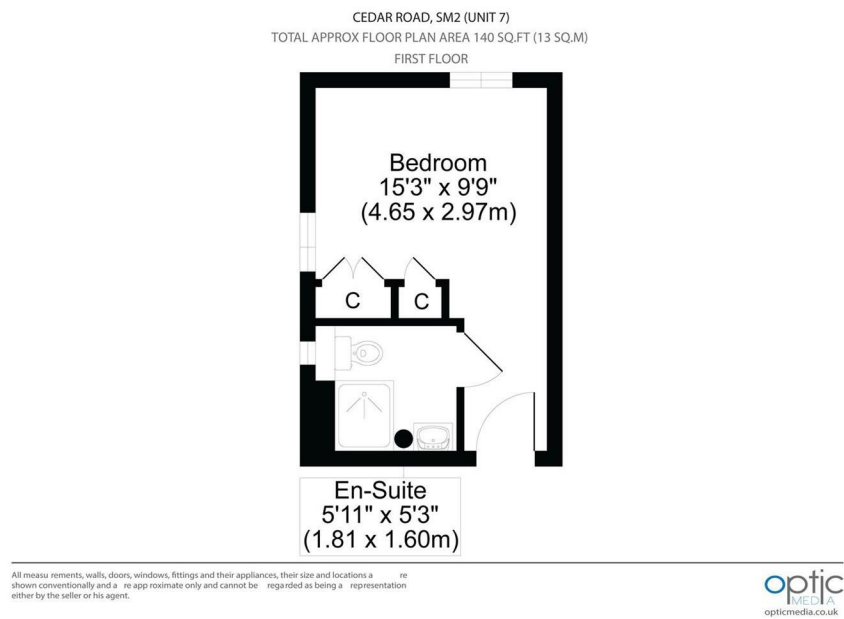 CEDAR ROAD, SM2 (UNIT 7)
TOTAL APPROX FLOOR PLAN AREA 140 SQ.FT (13 SQ.M)
FIRST FLOOR
Bedroom
15'3" x 9'9"
(4.65 x 2.97m)
C C
En-Suite
5'11" x 5'3"
(1.81 x 1.60m)
All measu rements, walls, doors, windows, fittings and their appliances, their size and locations a re
shown conventionally and a re app roximate only and cannot be rega rded as being a representation
either by the seller or his agent.
optic
MEDIA
opticmedia.co.uk